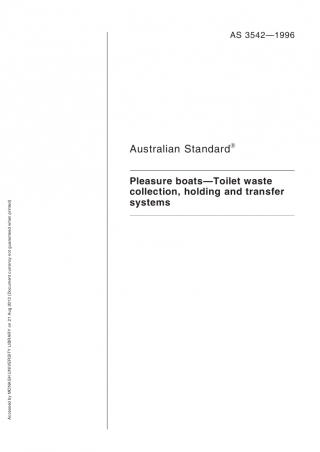 AS 3542—1996
Australian Standard®
Pleasure boats—Toilet waste
collection, holding and transfer
systems
Accessed by MONASH UNIVERSITY LIBRARY on 21 Aug 2013 (Document currency not guaranteed when printed)